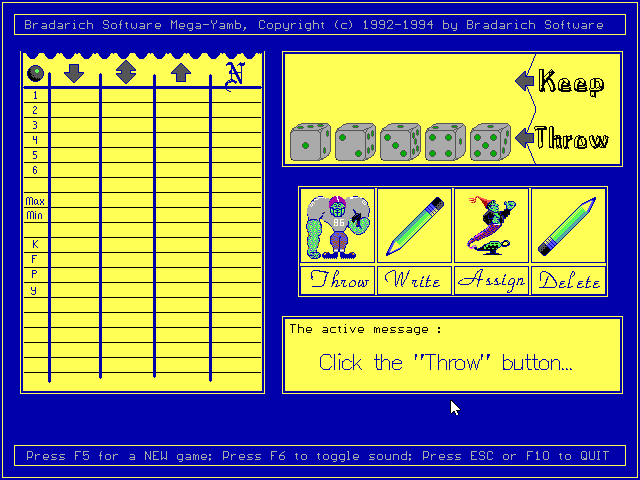 Bradarich Software Mega-Yamb, Copyright (c) 1992-1994 by Bradarich Software
N
1
2
3
4
5
6
Max
Min
K
F
P
Y
Keep
Throw
86
Throw Write Assign Delete
The active message :
Click the "Throw" button...
Press F5 for a NEW game; Press F6 to toggle sound; Press ESC or F10 to QUIT